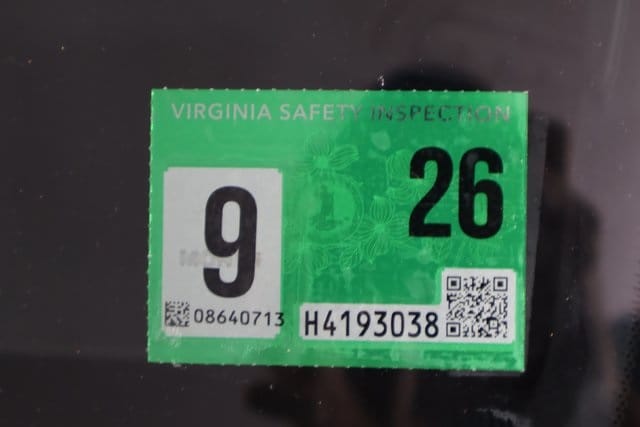 VIRGINIA SAFETY INSPECTION
26
9
08640713
H4193038